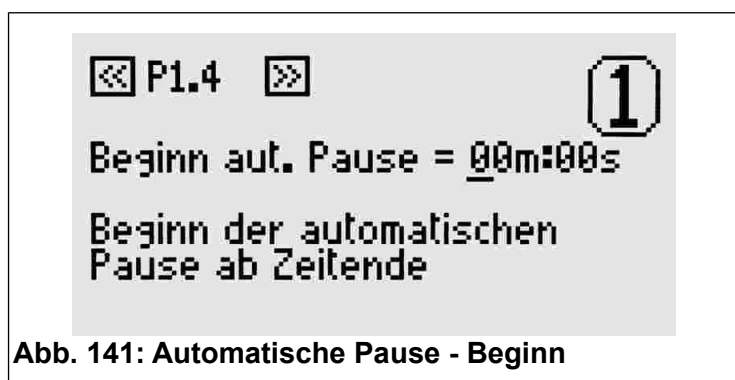 << P1.4 >> 1
Beginn aut. Pause = 00m:00s
Beginn der automatischen
Pause ab Zeitende
Abb. 141: Automatische Pause - Beginn